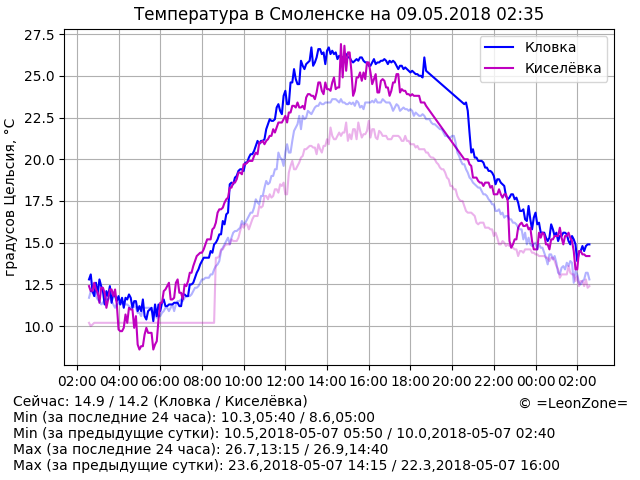 Температура в Смоленске на 09.05.2018 02:35
27.5
25.0
22.5
20.0
17.5
15.0
12.5
10.0
градусов Цельсия, °C
Кловка
Киселёвка
02:00 04:00 06:00 08:00 10:00 12:00 14:00 16:00 18:00 20:00 22:00 00:00 02:00
Сейчас: 14.9 / 14.2 (Кловка / Киселёвка)
© =LeonZone=
Min (за последние 24 часа): 10.3,05:40 / 8.6,05:00
Min (за предыдущие сутки): 10.5,2018-05-07 05:50 / 10.0,2018-05-07 02:40
Max (за последние 24 часа): 26.7,13:15 / 26.9,14:40
Max (за предыдущие сутки): 23.6,2018-05-07 14:15 / 22.3,2018-05-07 16:00